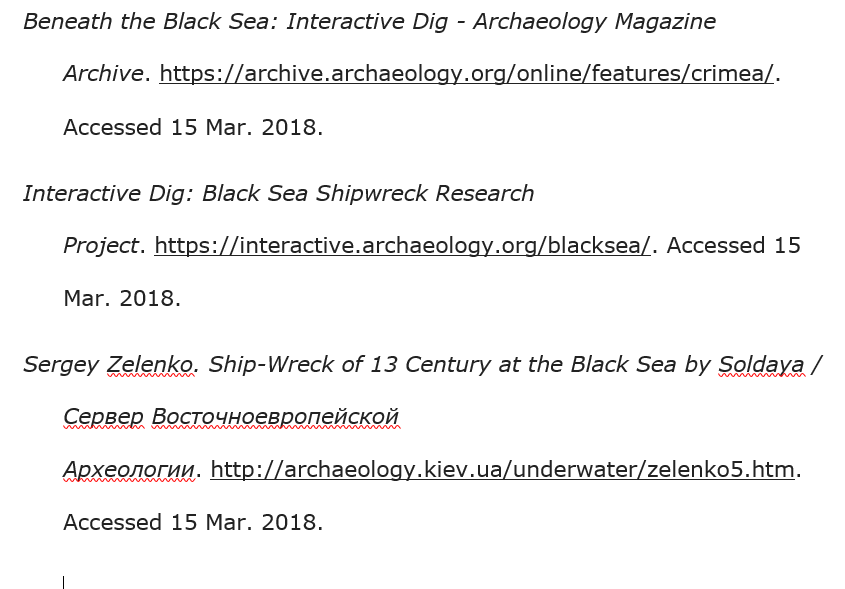 Beneath the Black Sea: Interactive Dig - Archaeology Magazine
Archive. https://archive.archaeology.org/online/features/crimea/.
Accessed 15 Mar. 2018.
Interactive Dig: Black Sea Shipwreck Research
Project. https://interactive.archaeology.org/blacksea/. Accessed 15
Mar. 2018.
Sergey Zelenko. Ship-Wreck of 13 Century at the Black Sea by Soldaya /
Сервер Восточноевропейской
Археологии. http://archaeology.kiev.ua/underwater/zelenko5.htm.
Accessed 15 Mar. 2018.